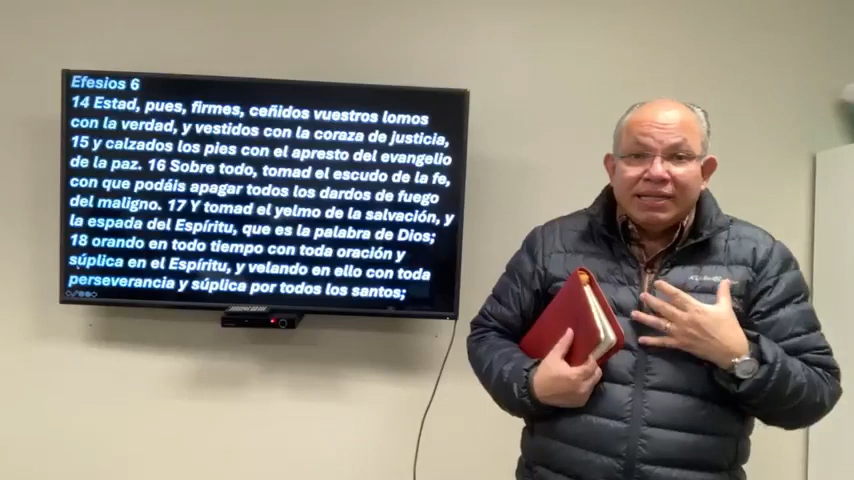 Efesios 6
14 Estad, pues, firmes, ceñidos vuestros lomos
con la verdad, y vestidos con la coraza de justicia,
15 y calzados los pies con el apresto del evangelio
de la paz. 16 Sobre todo, tomad el escudo de la fe,
con que podáis apagar todos los dardos de fuego
del maligno. 17 Y tomad el yelmo de la salvación, y
la espada del Espíritu, que es la palabra de Dios;
18 orando en todo tiempo con toda oración y
súplica en el Espíritu, y velando en ello con toda
perseverancia y súplica por todos los santos;